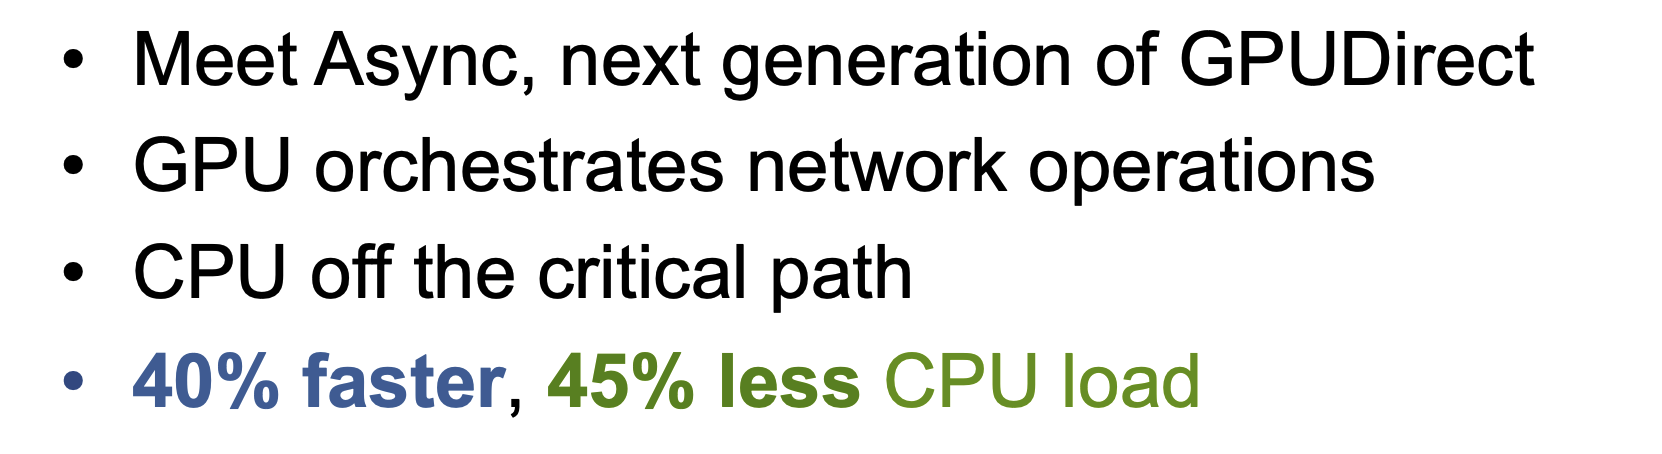 • Meet Async, next generation of GPUDirect
• GPU orchestrates network operations
• CPU off the critical path
• 40% faster, 45% less CPU load